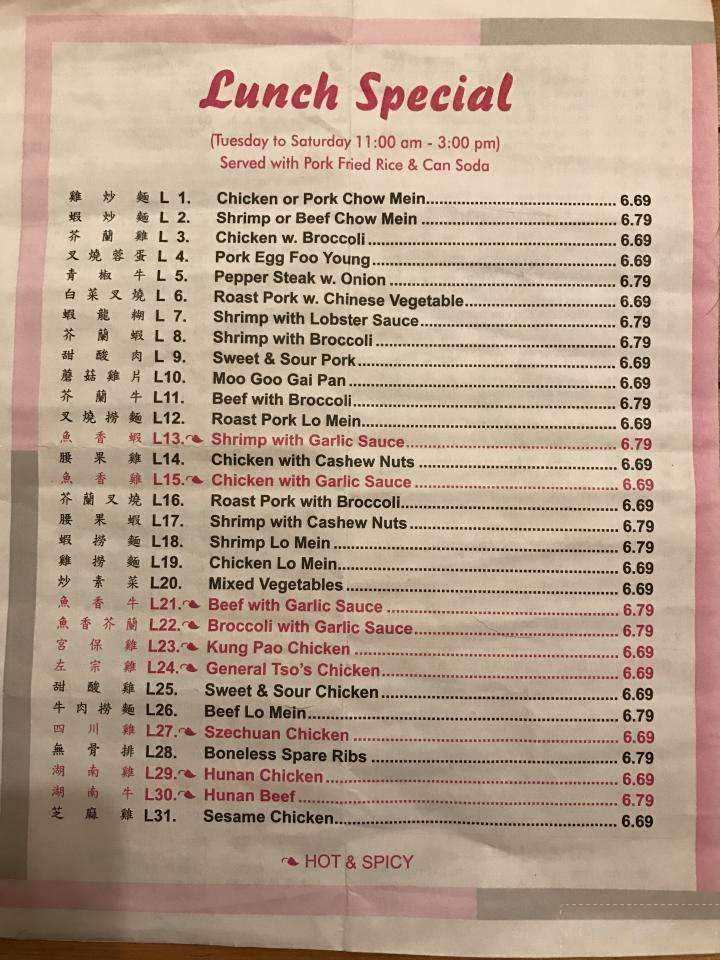 Lunch Special
(Tuesday to Saturday 11:00 am - 3:00 pm)
Served with Pork Fried Rice & Can Soda
雞炒麵 L 1. Chicken or Pork Chow Mein 6.69
蝦炒麵 L 2. Shrimp or Beef Chow Mein 6.79
芥蘭雞 L 3. Chicken w. Broccoli 6.69
叉燒蓉蛋 L 4. Pork Egg Foo Young 6.69
青椒牛 L 5. Pepper Steak w. Onion 6.79
白菜叉燒 L 6. Roast Pork w. Chinese Vegetable 6.69
蝦龍糊 L 7. Shrimp with Lobster Sauce 6.79
芥蘭蝦 L 8. Shrimp with Broccoli 6.79
甜酸肉 L 9. Sweet & Sour Pork 6.69
蘑菇雞片 L10. Moo Goo Gai Pan 6.69
芥蘭牛 L11. Beef with Broccoli 6.79
叉燒撈麵 L12. Roast Pork Lo Mein 6.69
魚香蝦 L13. Shrimp with Garlic Sauce 6.79
腰果雞 L14. Chicken with Cashew Nuts 6.69
魚香雞 L15. Chicken with Garlic Sauce 6.69
芥蘭叉燒 L16. Roast Pork with Broccoli 6.69
腰果蝦 L17. Shrimp with Cashew Nuts 6.79
蝦撈麵 L18. Shrimp Lo Mein 6.79
雞撈麵 L19. Chicken Lo Mein 6.69
炒素菜 L20. Mixed Vegetables 6.69
魚香牛 L21. Beef with Garlic Sauce 6.79
魚香芥蘭 L22. Broccoli with Garlic Sauce 6.79
宮保雞 L23. Kung Pao Chicken 6.69
左宗雞 L24. General Tso's Chicken 6.69
甜酸雞 L25. Sweet & Sour Chicken 6.69
牛肉撈麵 L26. Beef Lo Mein 6.79
四川雞 L27. Szechuan Chicken 6.69
無骨排 L28. Boneless Spare Ribs 6.79
湖南雞 L29. Hunan Chicken 6.69
湖南牛 L30. Hunan Beef 6.79
芝麻雞 L31. Sesame Chicken 6.69
HOT & SPICY